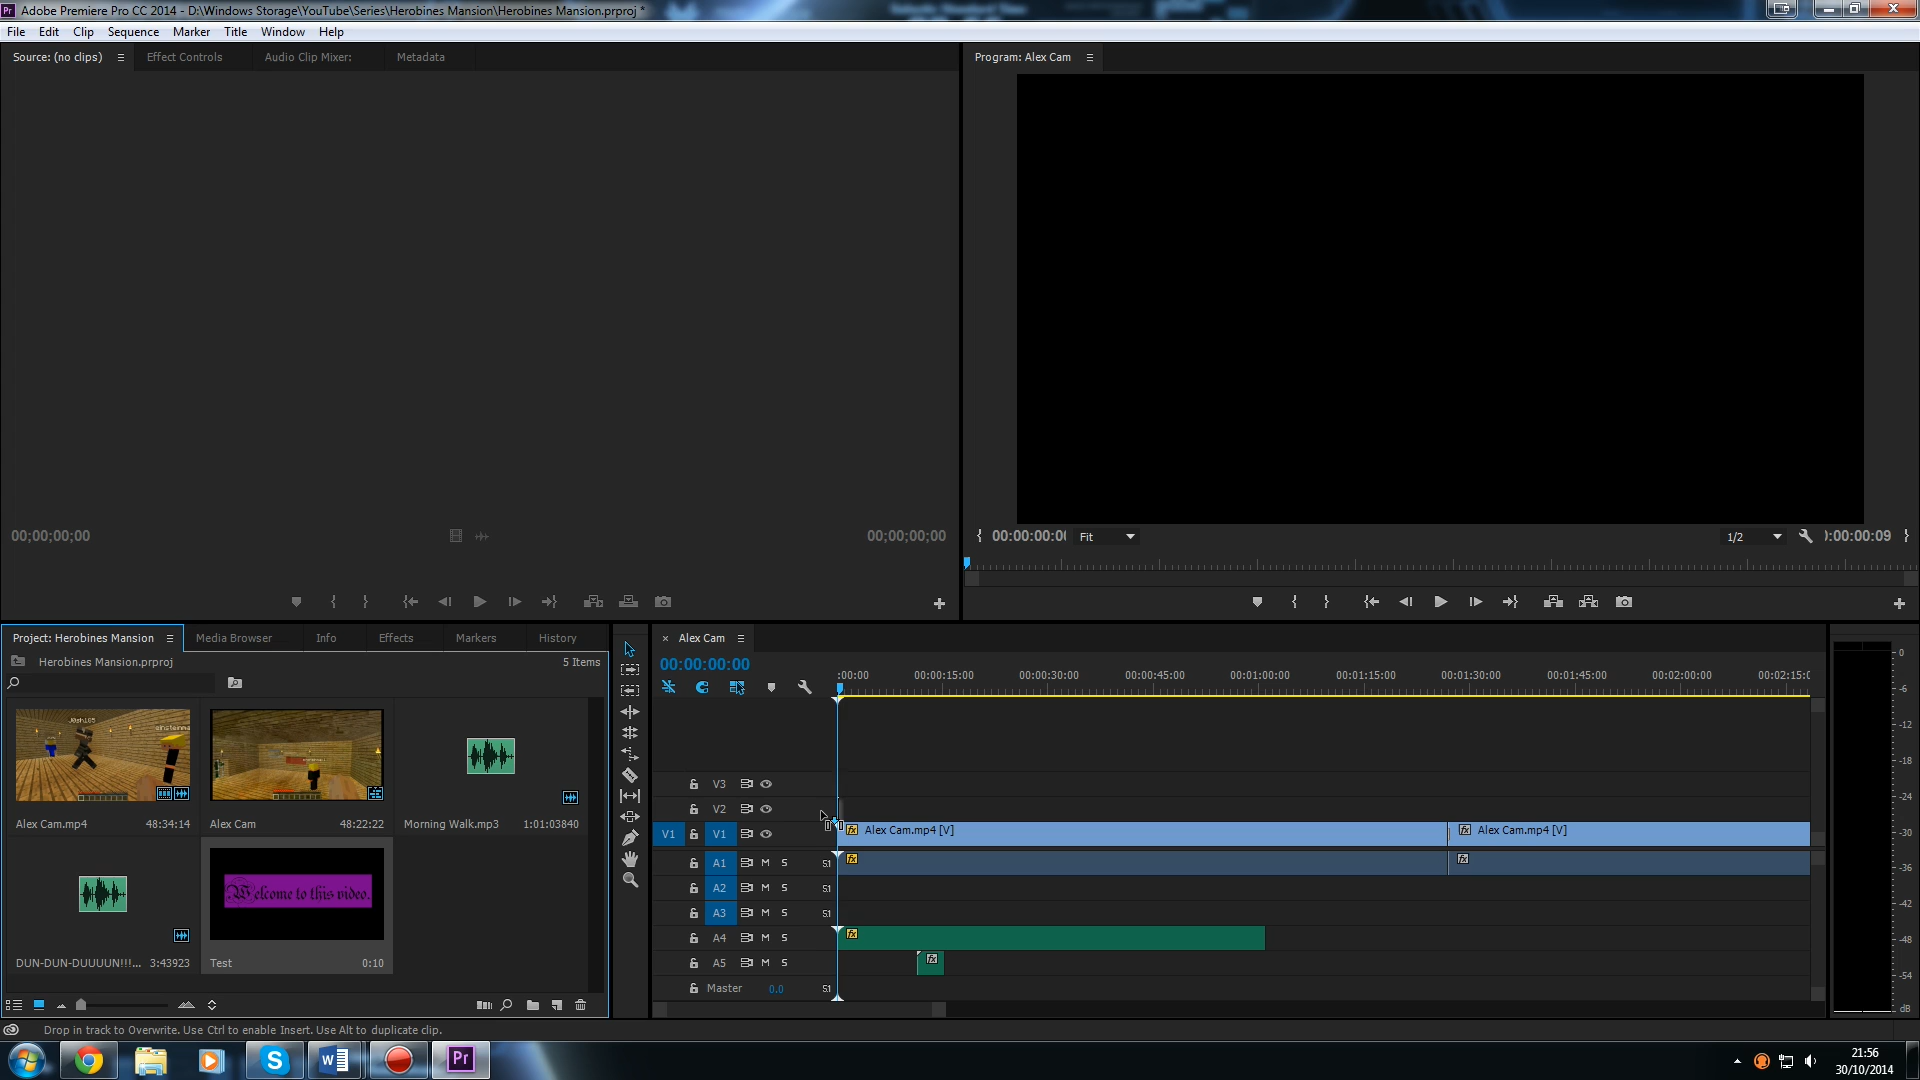 Pr Adobe Premiere Pro CC 2014 - D:\Windows Storage\YouTube\Series\Herobines Mansion\Herobines Mansion.prproj *
File Edit Clip Sequence Marker Title Window Help
Source: (no clips) Effect Controls Audio Clip Mixer: Metadata
Program: Alex Cam
00;00;00;00 00;00;00;00
00:00:00:0 Fit 1/2 :00:00:09
Project: Herobines Mansion Media Browser Info Effects Markers History
Herobines Mansion.prproj 5 Items
Alex Cam.mp4 48:34:14
Alex Cam 48:22:22
Morning Walk.mp3 1:01:03840
Welcome to this video.
DUN-DUN-DUUUUN!!!... 3:43923
Test 0:10
× Alex Cam
00:00:00:00
:00:00 00:00:15:00 00:00:30:00 00:00:45:00 00:01:00:00 00:01:15:00 00:01:30:00 00:01:45:00 00:02:00:00 00:02:15:0
V3
V2
V1 V1 fx Alex Cam.mp4 [V] fx Alex Cam.mp4 [V]
A1 M S S1 fx fx
A2 M S S1
A3 M S S1
A4 M S fx
A5 M S fx
Master 0.0 S1
0
-6
-12
-18
-24
-30
-36
-42
-48
-54
dB
Drop in track to Overwrite. Use Ctrl to enable Insert. Use Alt to duplicate clip.
Pr
21:56
30/10/2014